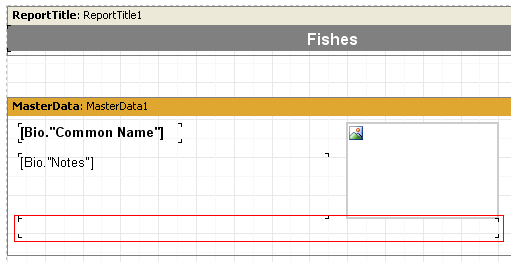 ReportTitle: ReportTitle1
Fishes
MasterData: MasterData1
[Bio."Common Name"]
[Bio."Notes"]